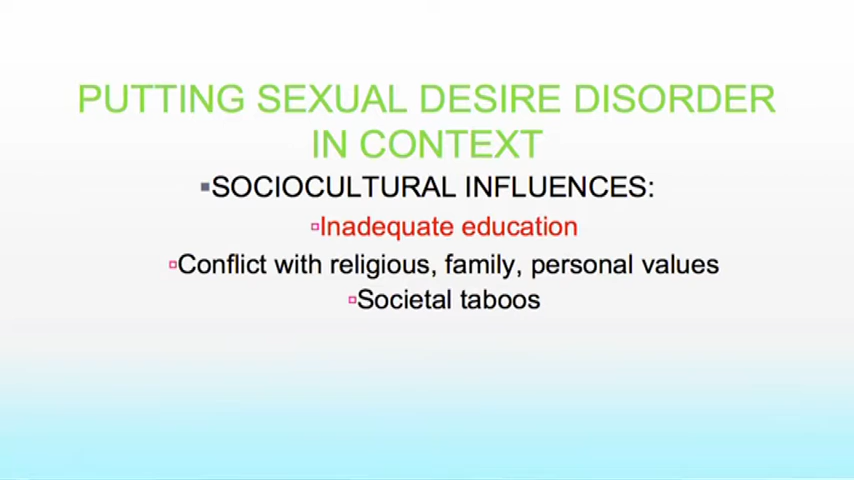 PUTTING SEXUAL DESIRE DISORDER
IN CONTEXT
▪SOCIOCULTURAL INFLUENCES:
▫Inadequate education
▫Conflict with religious, family, personal values
▫Societal taboos